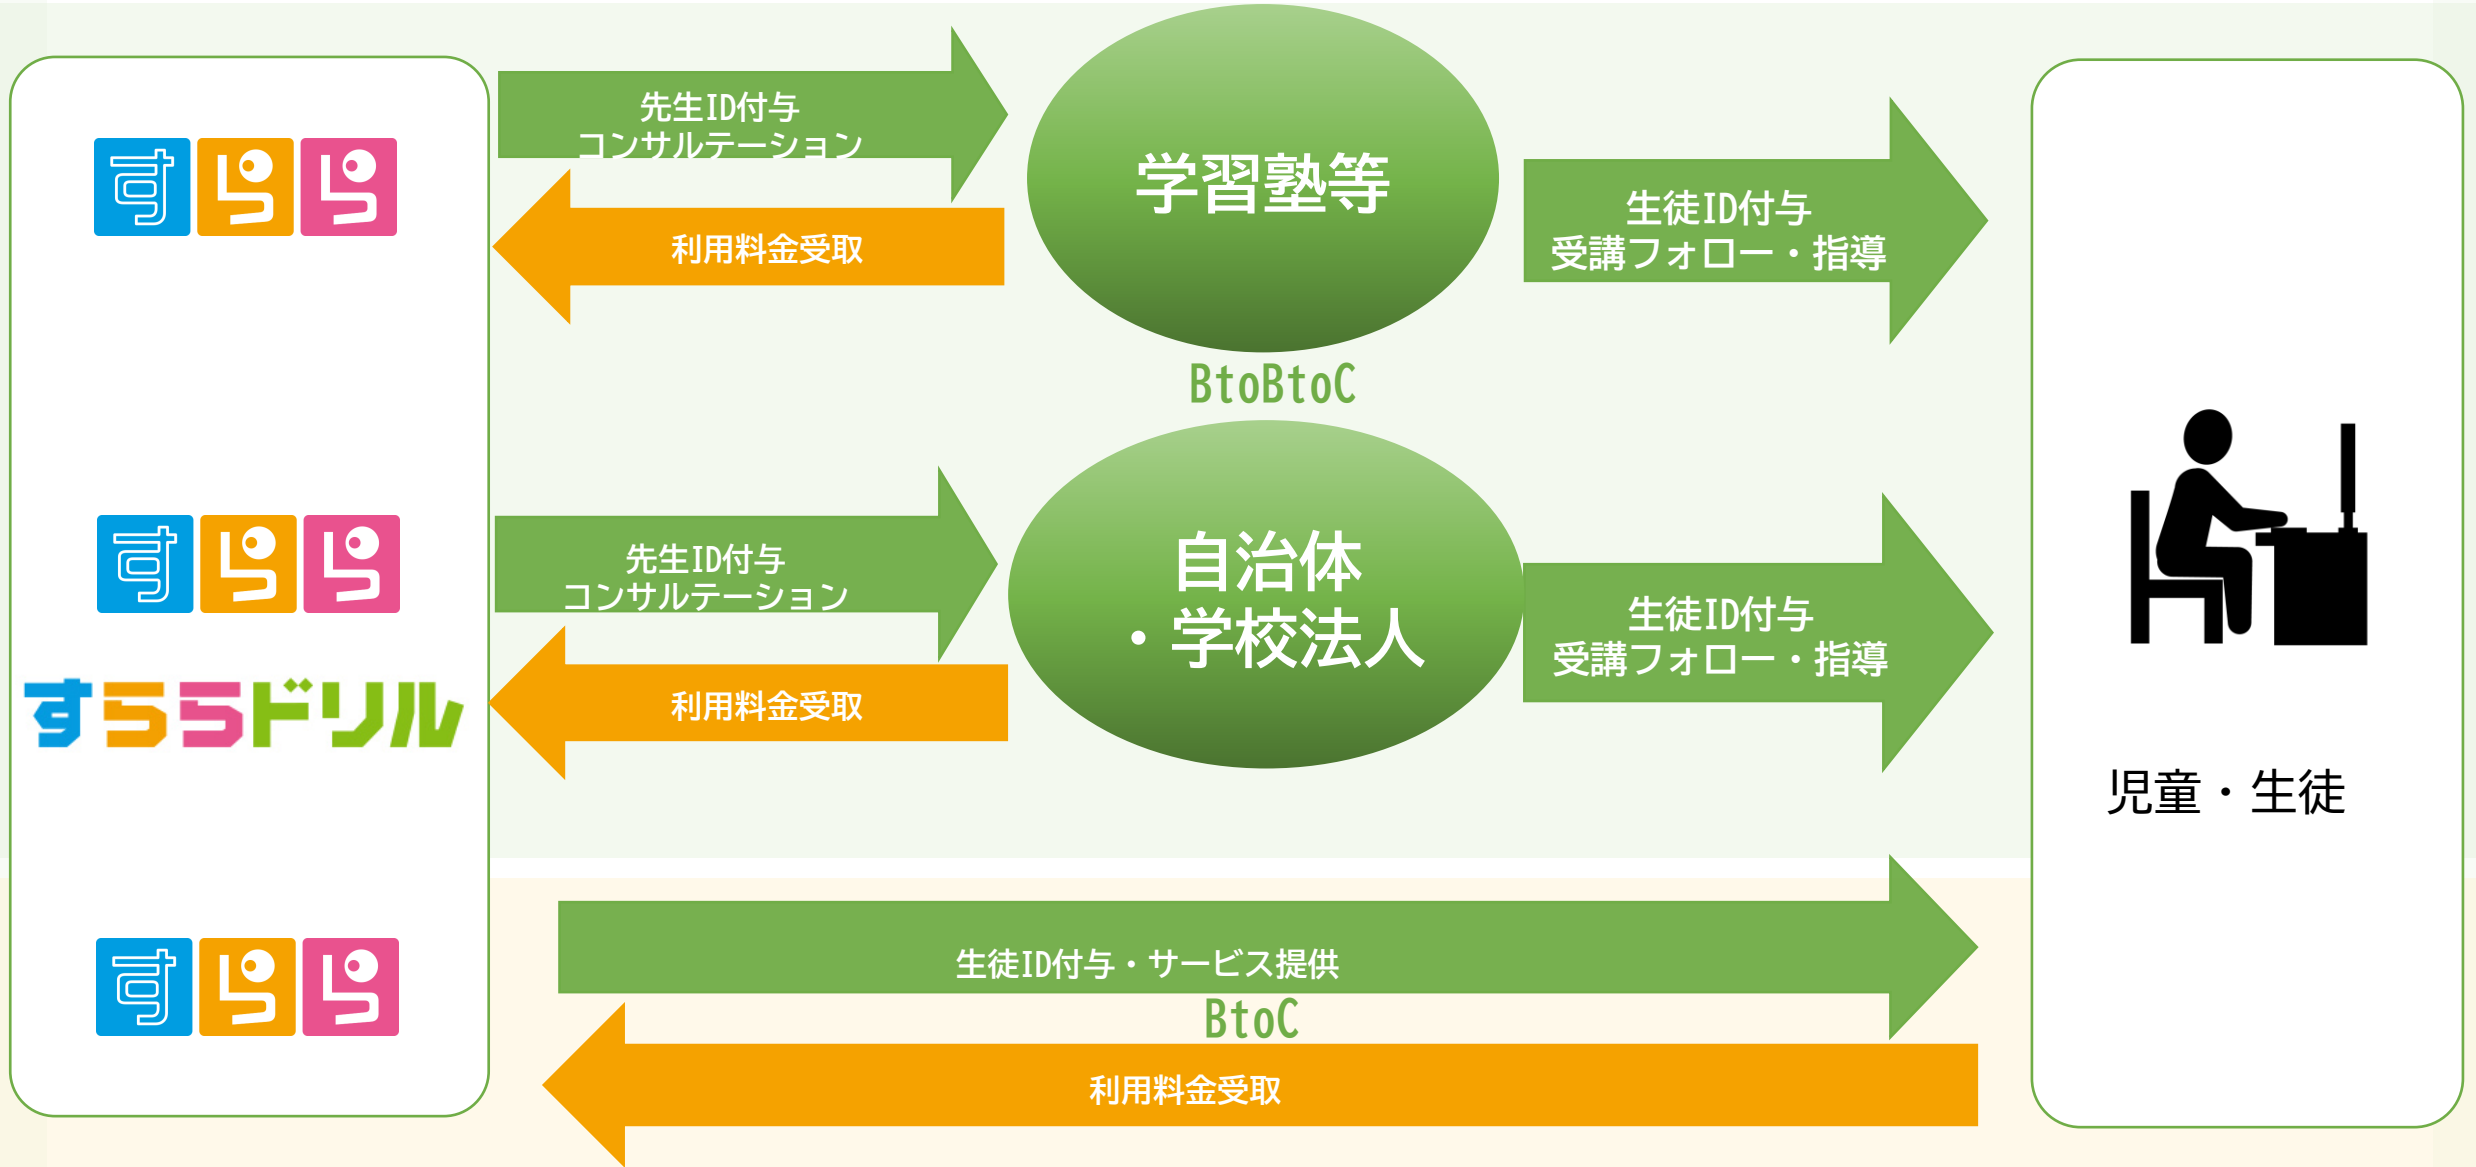 すらら
先生ID付与
コンサルテーション
利用料金受取
学習塾等
生徒ID付与
受講フォロー・指導
BtoBtoC
すらら
すららドリル
先生ID付与
コンサルテーション
利用料金受取
自治体
・学校法人
生徒ID付与
受講フォロー・指導
児童・生徒
すらら
生徒ID付与・サービス提供
BtoC
利用料金受取